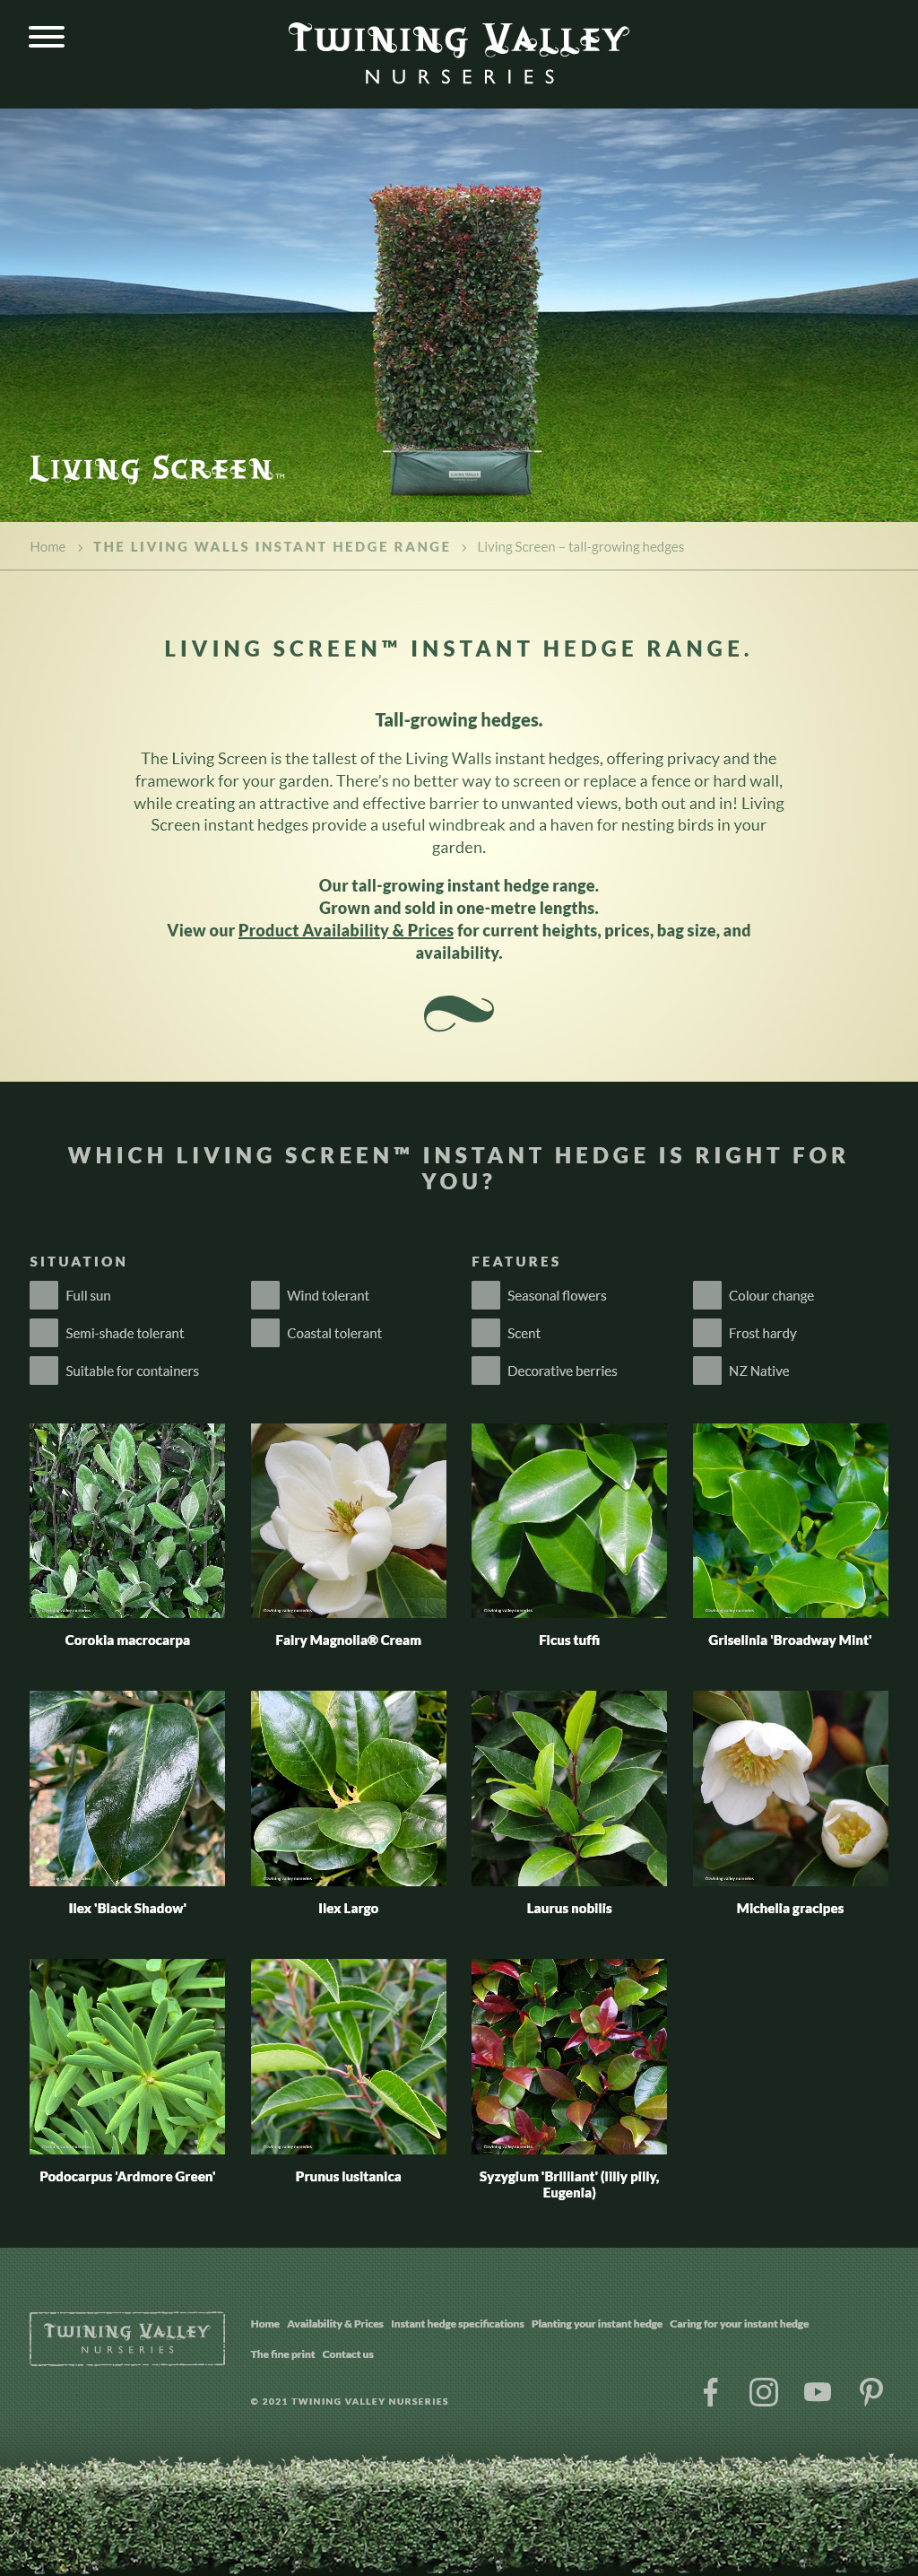 Twining Valley
NURSERIES
Living Screen™
Home > THE LIVING WALLS INSTANT HEDGE RANGE > Living Screen – tall-growing hedges
LIVING SCREEN™ INSTANT HEDGE RANGE.
Tall-growing hedges.
The Living Screen is the tallest of the Living Walls instant hedges, offering privacy and the
framework for your garden. There’s no better way to screen or replace a fence or hard wall,
while creating an attractive and effective barrier to unwanted views, both out and in! Living
Screen instant hedges provide a useful windbreak and a haven for nesting birds in your
garden.
Our tall-growing instant hedge range.
Grown and sold in one-metre lengths.
View our Product Availability & Prices for current heights, prices, bag size, and
availability.
WHICH LIVING SCREEN™ INSTANT HEDGE IS RIGHT FOR
YOU?
SITUATION
Full sun
Wind tolerant
Semi-shade tolerant
Coastal tolerant
Suitable for containers
FEATURES
Seasonal flowers
Colour change
Scent
Frost hardy
Decorative berries
NZ Native
Corokia macrocarpa
Fairy Magnolia® Cream
Ficus tuffi
Griselinia 'Broadway Mint'
Ilex 'Black Shadow'
Ilex Largo
Laurus nobilis
Michelia gracipes
Podocarpus 'Ardmore Green'
Prunus lusitanica
Syzygium 'Brilliant' (lilly pilly,
Eugenia)
Twining Valley
NURSERIES
Home Availability & Prices Instant hedge specifications Planting your instant hedge Caring for your instant hedge
The fine print Contact us
© 2021 TWINING VALLEY NURSERIES